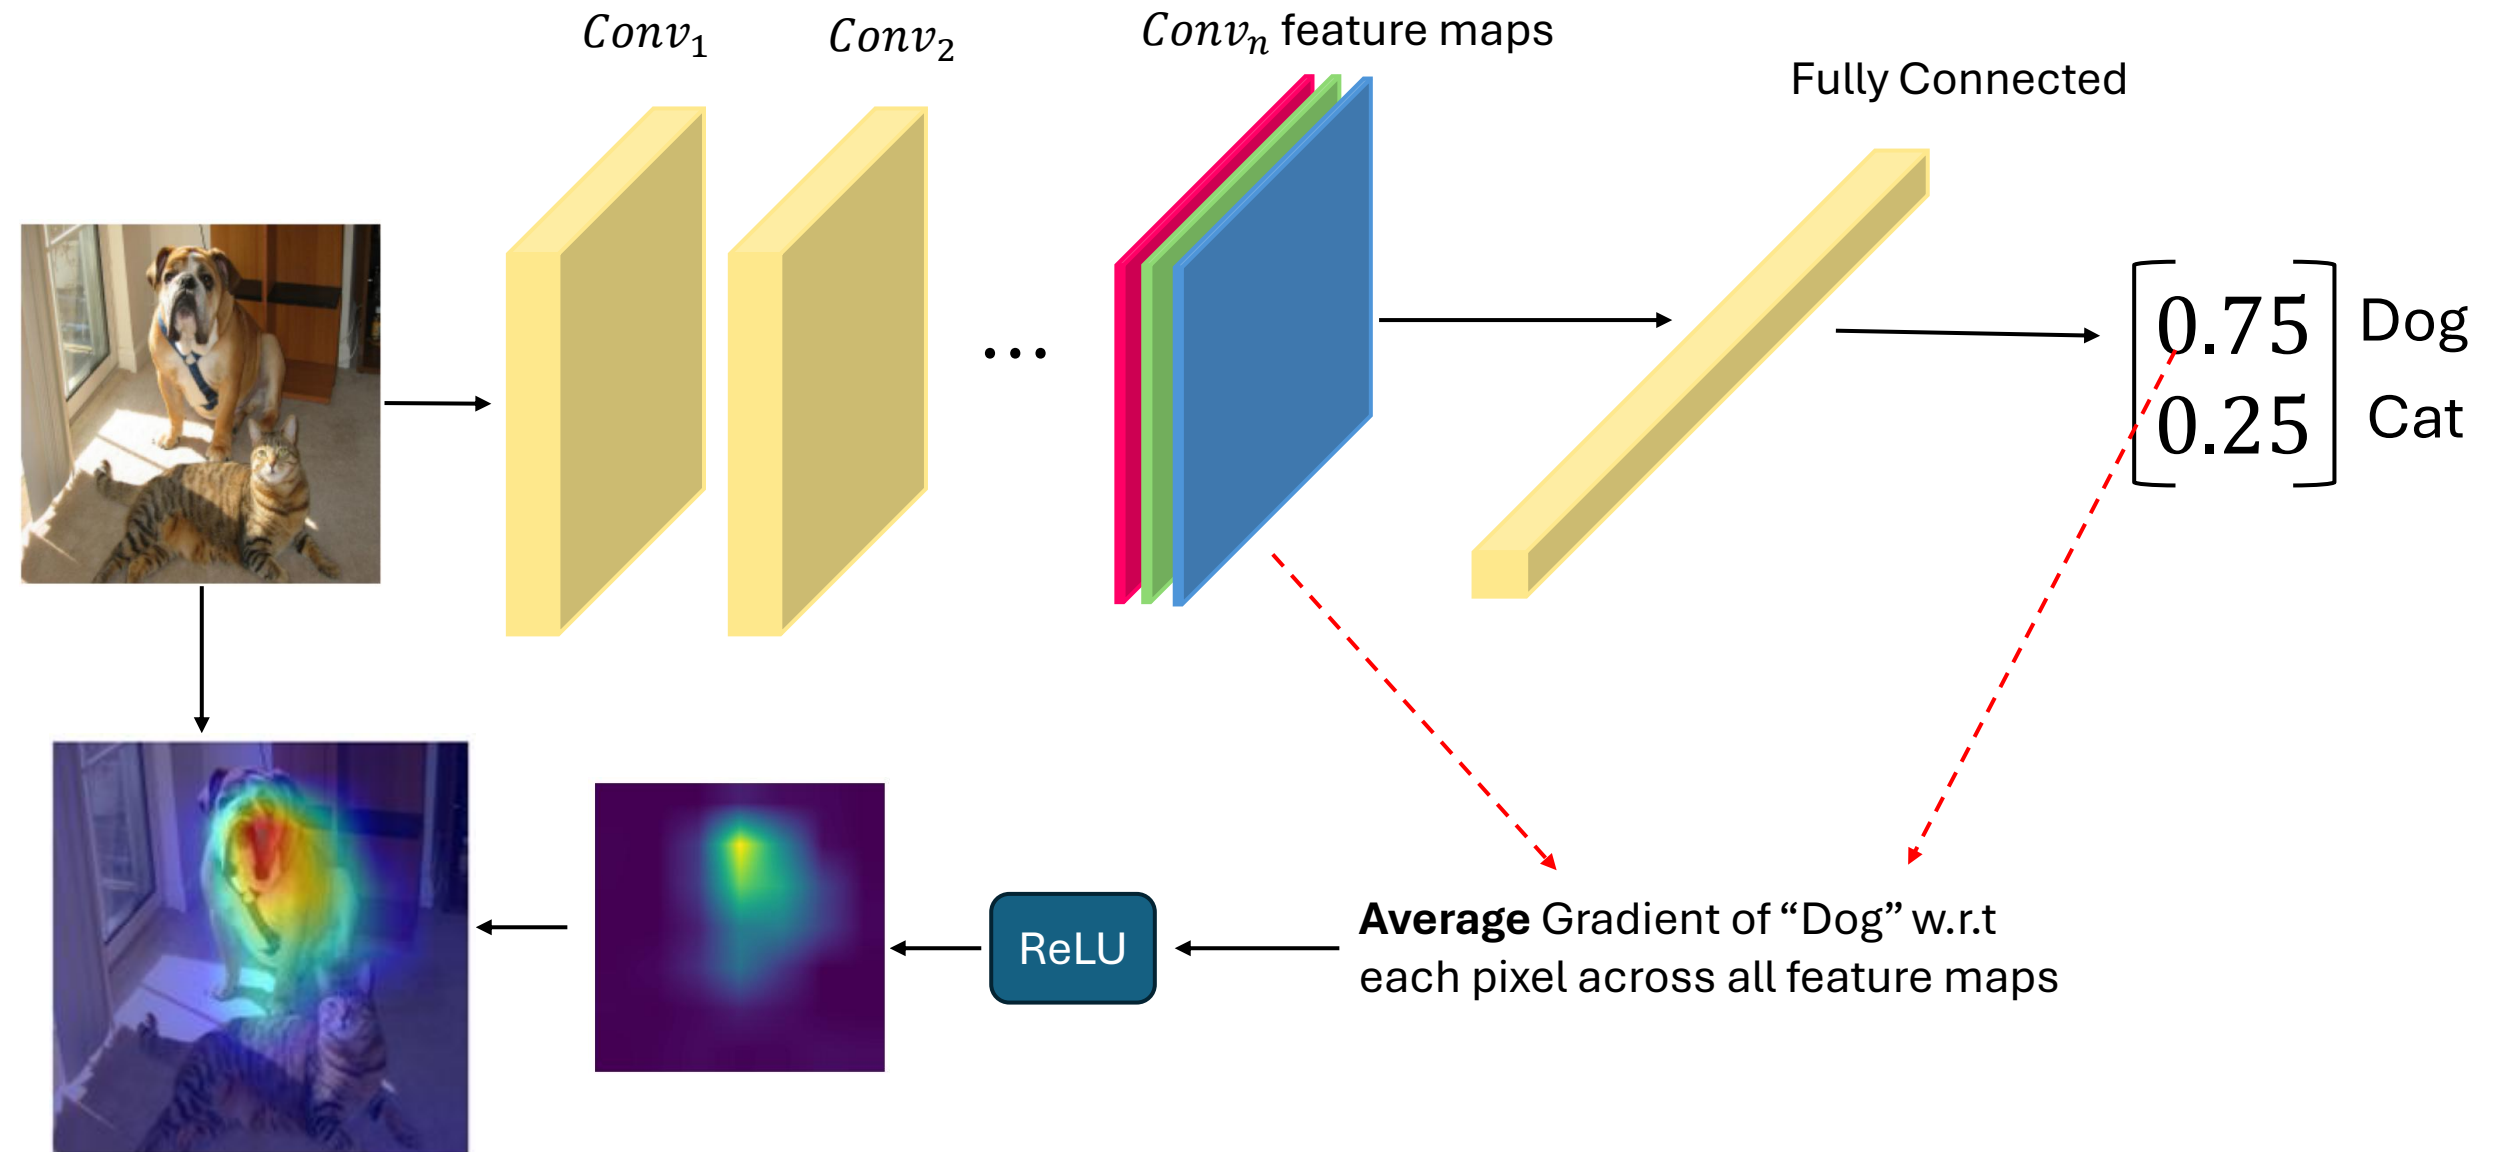 Conv₁
Conv₂
Convₙ feature maps
Fully Connected
...
0.75 Dog
0.25 Cat
ReLU
Average Gradient of “Dog” w.r.t
each pixel across all feature maps